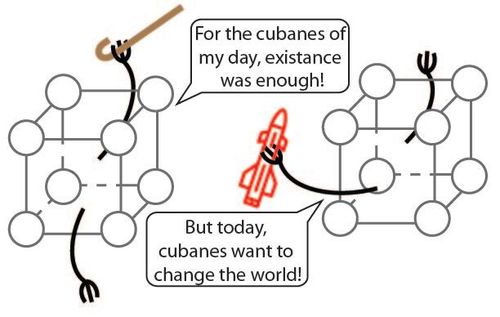 For the cubanes of
my day, existance
was enough!
But today,
cubanes want to
change the world!